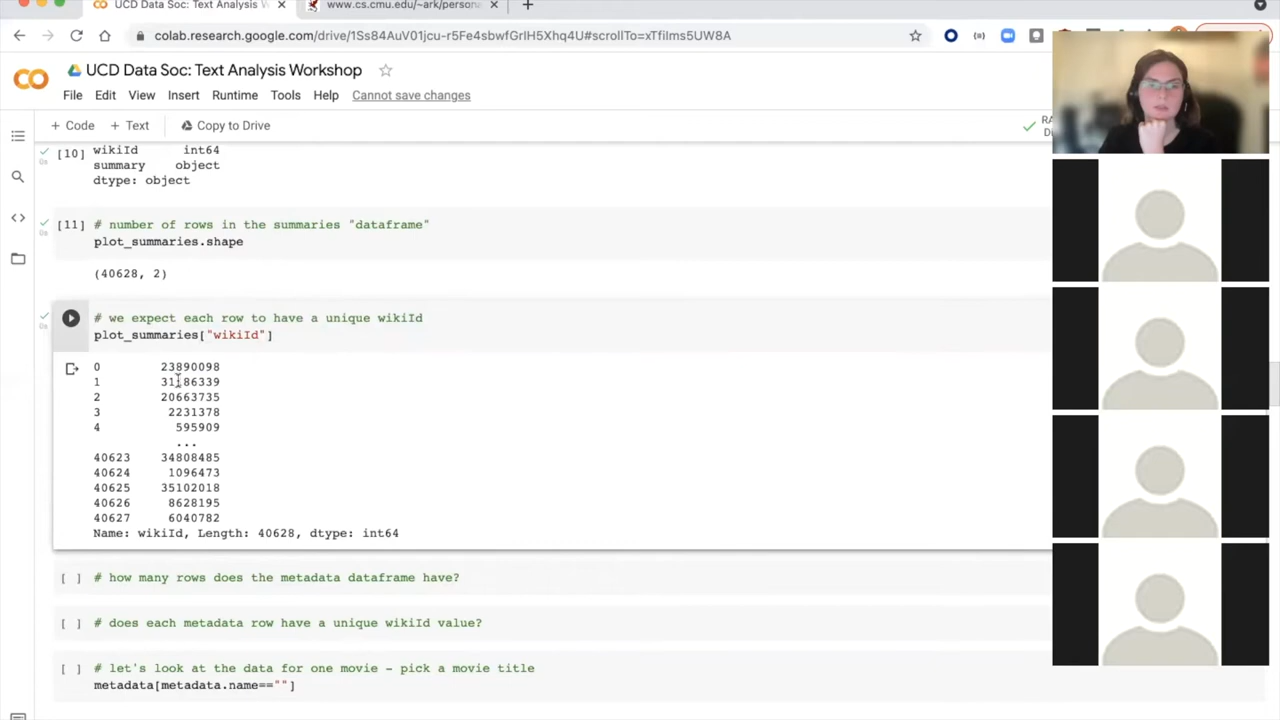 UCD Data Soc: Text Analysis W
www.cs.cmu.edu/~ark/persona
colab.research.google.com/drive/1Ss84AuV01jcu-r5Fe4sbwfGrIH5Xhq4U#scrollTo=xTfiIms5UW8A
UCD Data Soc: Text Analysis Workshop
File Edit View Insert Runtime Tools Help Cannot save changes
+ Code + Text Copy to Drive
RA
Di
[10] wikiId int64
summary object
dtype: object
[11] # number of rows in the summaries "dataframe"
plot_summaries.shape
(40628, 2)
# we expect each row to have a unique wikiId
plot_summaries["wikiId"]
0 23890098
1 31186339
2 20663735
3 2231378
4 595909
...
40623 34808485
40624 1096473
40625 35102018
40626 8628195
40627 6040782
Name: wikiId, Length: 40628, dtype: int64
[ ] # how many rows does the metadata dataframe have?
[ ] # does each metadata row have a unique wikiId value?
[ ] # let's look at the data for one movie - pick a movie title
metadata[metadata.name==""]